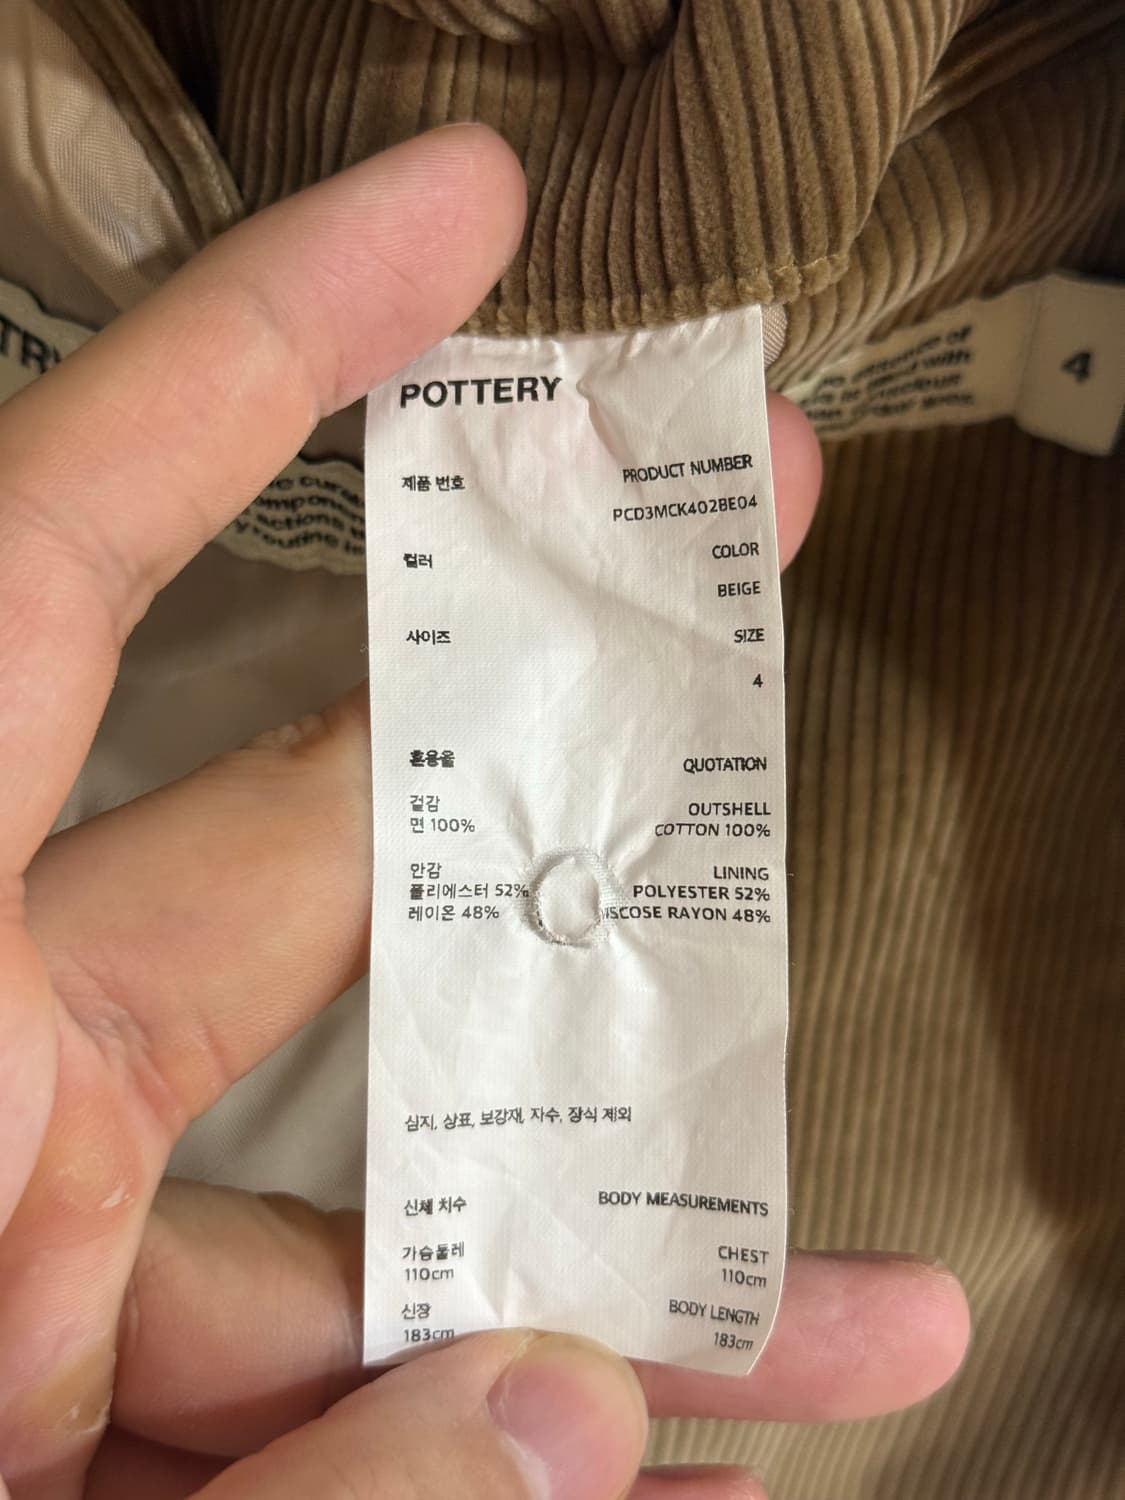 POTTERY
제품 번호 PRODUCT NUMBER
PCD3MCK402BE04
컬러 COLOR
BEIGE
사이즈 SIZE
4
혼용율 QUOTATION
겉감 OUTSHELL
면 100% COTTON 100%
안감 LINING
폴리에스터 52% POLYESTER 52%
레이온 48% ISCOSE RAYON 48%
심지, 상표, 보강재, 자수, 장식 제외
신체 치수 BODY MEASUREMENTS
가슴둘레 CHEST
110cm 110cm
신장 BODY LENGTH
183cm 183cm
4